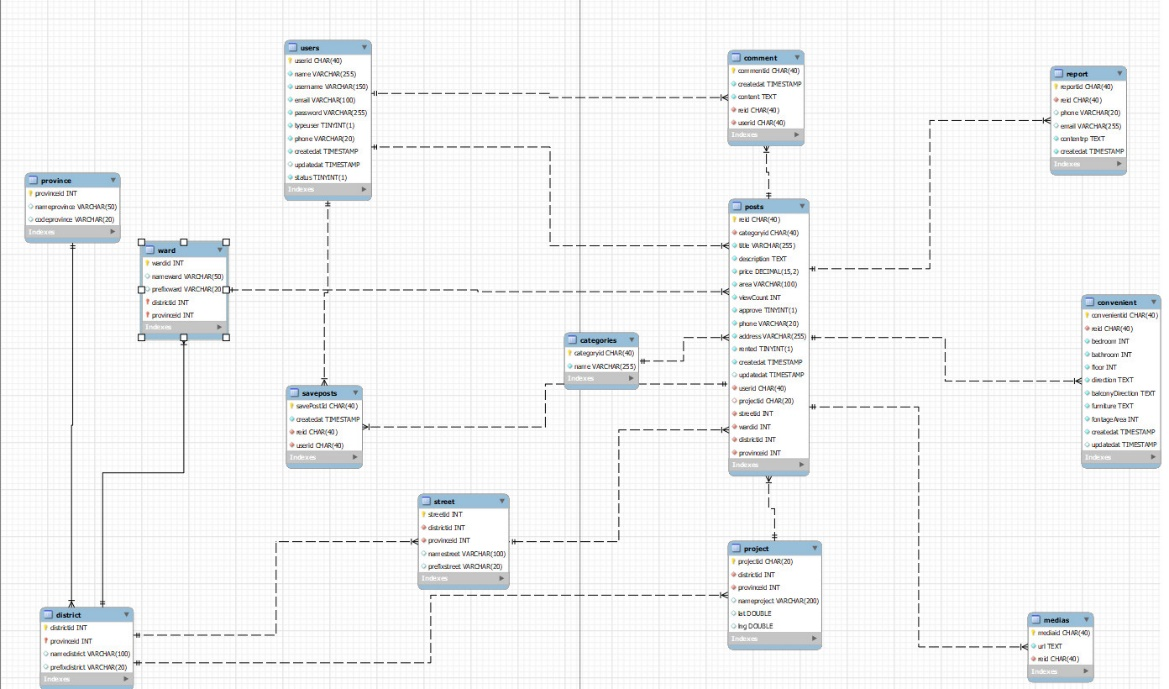 users
userid CHAR(40)
name VARCHAR(255)
username VARCHAR(150)
email VARCHAR(100)
password VARCHAR(255)
typeuser TINYINT(1)
phone VARCHAR(20)
createdat TIMESTAMP
updatedat TIMESTAMP
status TINYINT(1)
Indexes
comment
commentid CHAR(40)
createdat TIMESTAMP
content TEXT
reid CHAR(40)
userid CHAR(40)
Indexes
report
reportid CHAR(40)
reid CHAR(40)
phone VARCHAR(20)
email VARCHAR(255)
contentrp TEXT
createdat TIMESTAMP
Indexes
province
provinceid INT
nameprovince VARCHAR(50)
codeprovince VARCHAR(20)
Indexes
ward
wardid INT
nameward VARCHAR(50)
prefixward VARCHAR(20)
districtid INT
provinceid INT
Indexes
posts
reid CHAR(40)
categoryid CHAR(40)
title VARCHAR(255)
description TEXT
price DECIMAL(15,2)
area VARCHAR(100)
viewCount INT
approve TINYINT(1)
phone VARCHAR(20)
address VARCHAR(255)
rented TINYINT(1)
createdat TIMESTAMP
updatedat TIMESTAMP
userid CHAR(40)
projectid CHAR(20)
streetid INT
wardid INT
districtid INT
provinceid INT
Indexes
convenient
convenientid CHAR(40)
reid CHAR(40)
bedroom INT
bathroom INT
floor INT
direction TEXT
balconyDirection TEXT
furniture TEXT
fontageArea INT
createdat TIMESTAMP
updatedat TIMESTAMP
Indexes
categories
categoryid CHAR(40)
name VARCHAR(255)
Indexes
saveposts
savePostid CHAR(40)
createdat TIMESTAMP
reid CHAR(40)
userid CHAR(40)
Indexes
street
streetid INT
districtid INT
provinceid INT
namestreet VARCHAR(100)
prefixstreet VARCHAR(20)
Indexes
project
projectid CHAR(20)
districtid INT
provinceid INT
nameproject VARCHAR(200)
lat DOUBLE
lng DOUBLE
Indexes
district
districtid INT
provinceid INT
namedistrict VARCHAR(100)
prefixdistrict VARCHAR(20)
Indexes
medias
mediaid CHAR(40)
url TEXT
reid CHAR(40)
Indexes